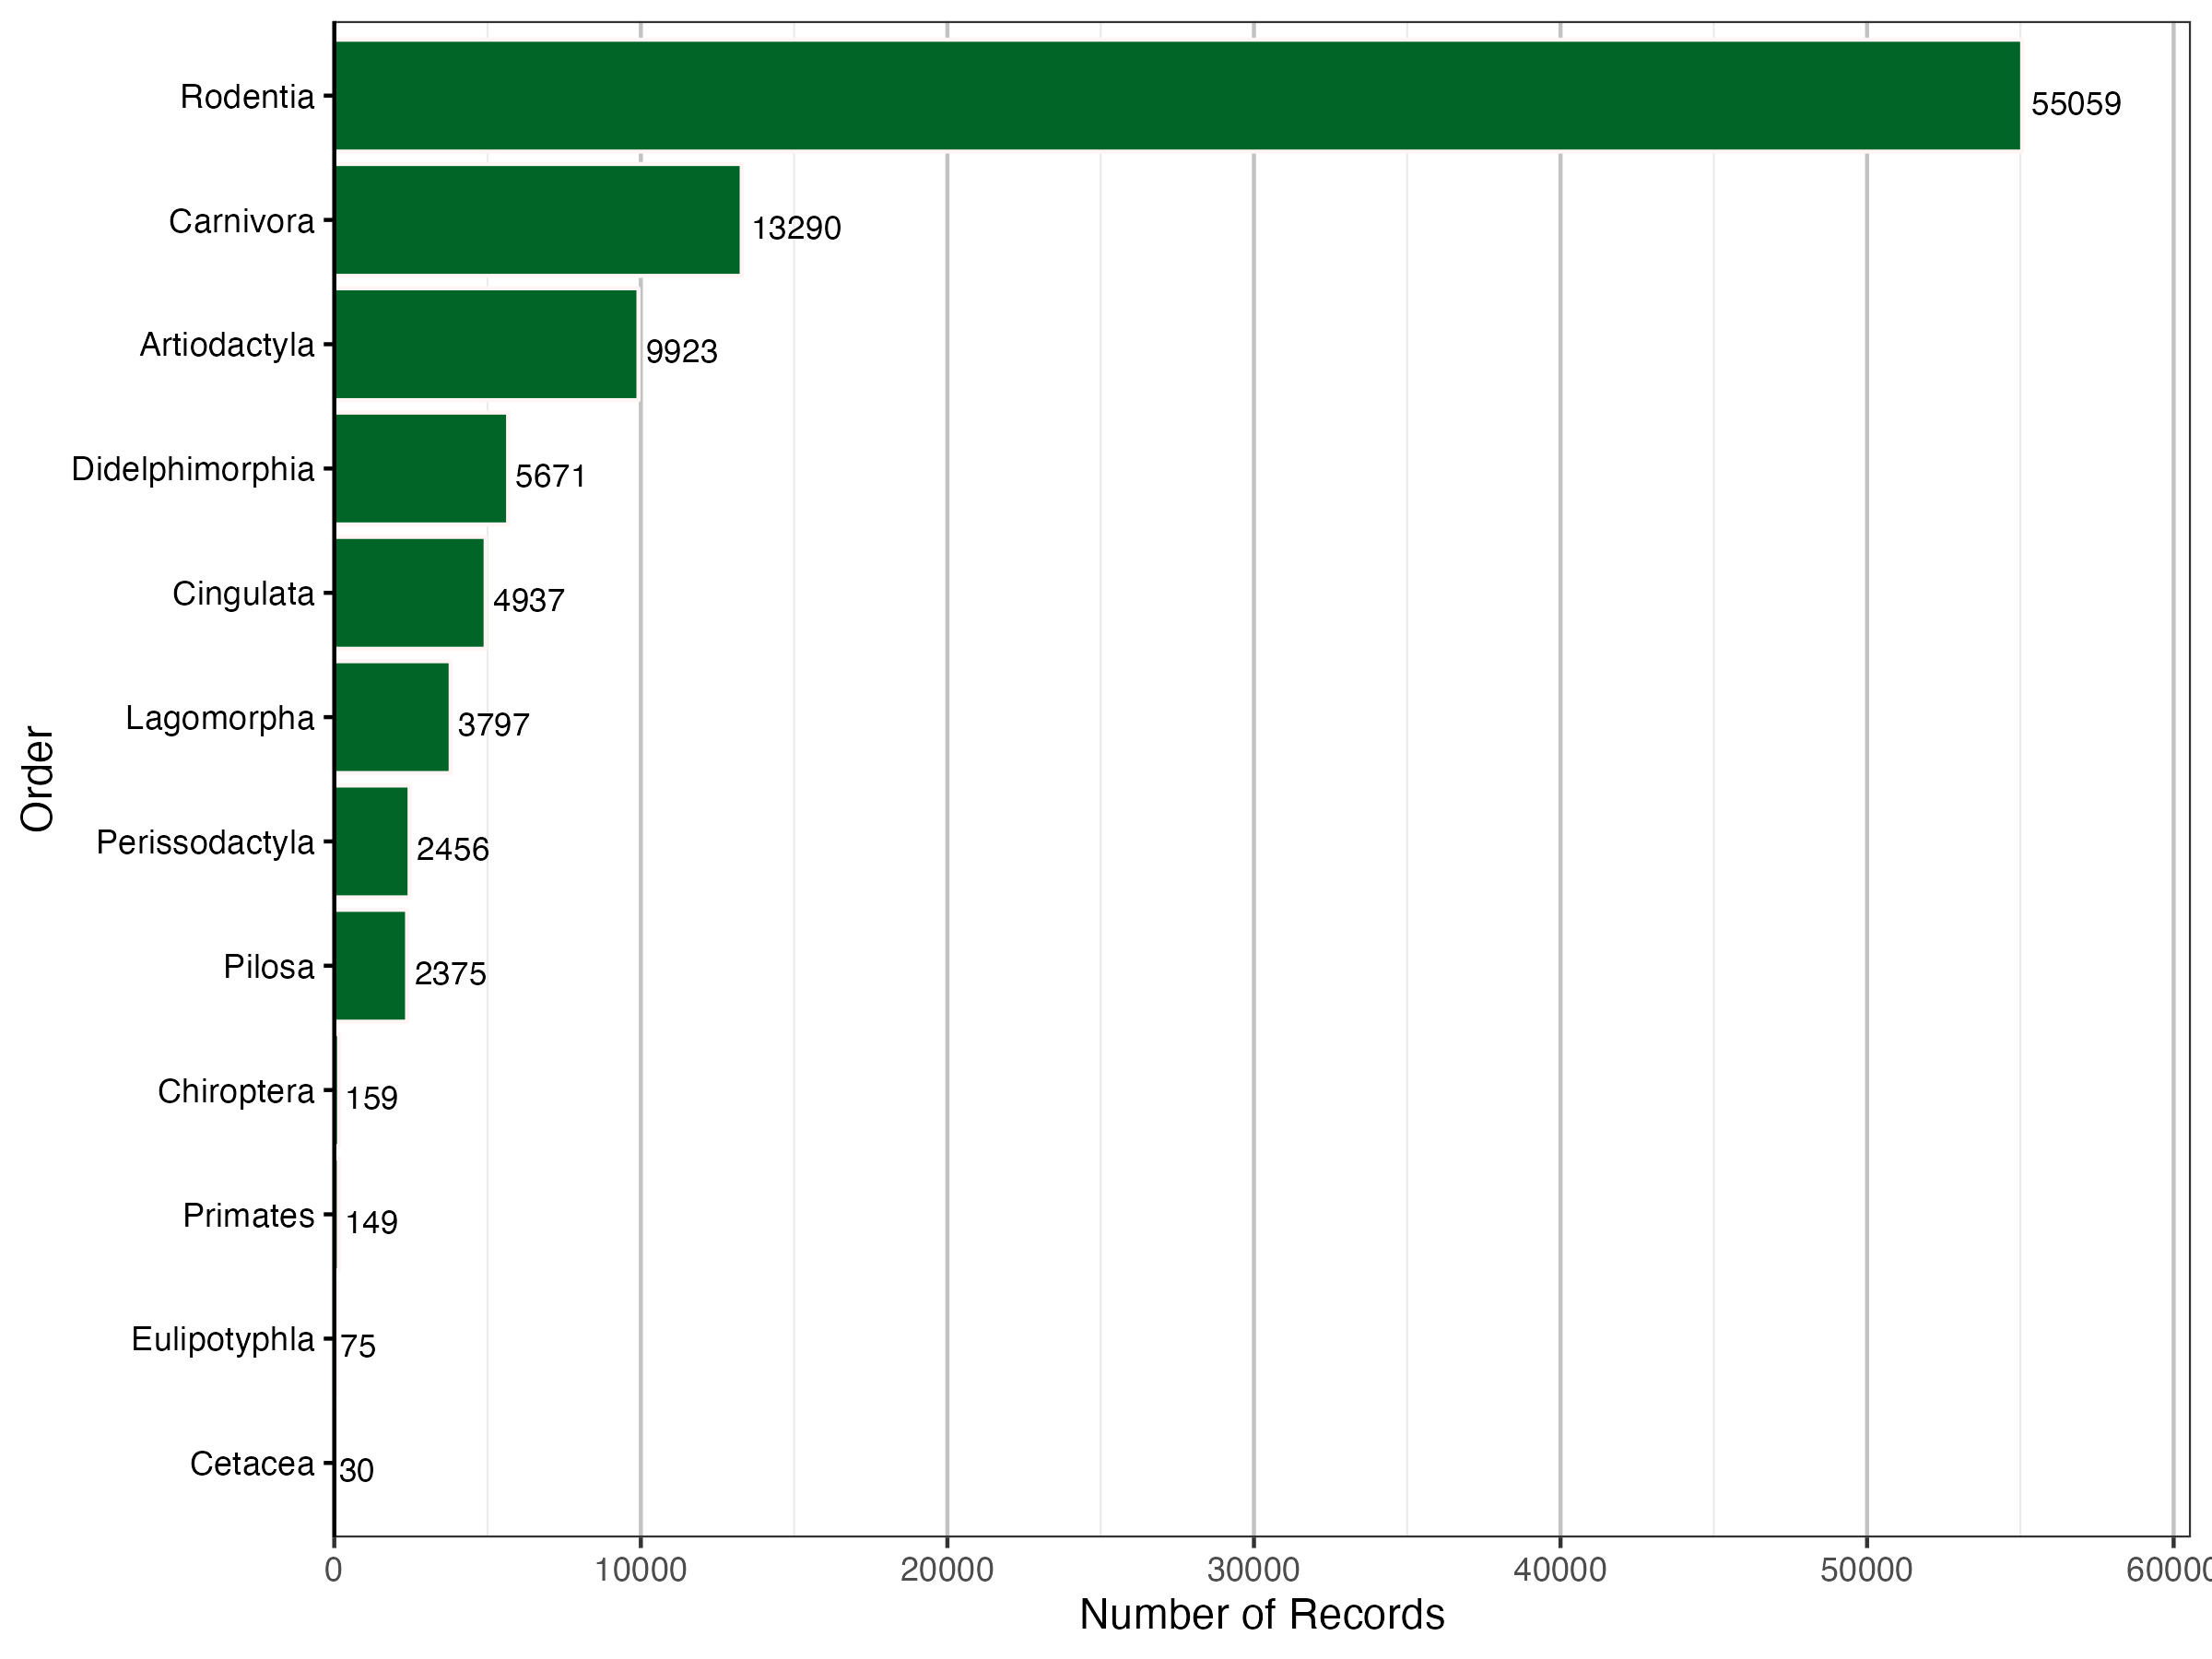 Rodentia 55059
Carnivora 13290
Artiodactyla 9923
Didelphimorphia 5671
Cingulata 4937
Lagomorpha 3797
Perissodactyla 2456
Pilosa 2375
Chiroptera 159
Primates 149
Eulipotyphla 75
Cetacea 30
Order
0 10000 20000 30000 40000 50000 60000
Number of Records